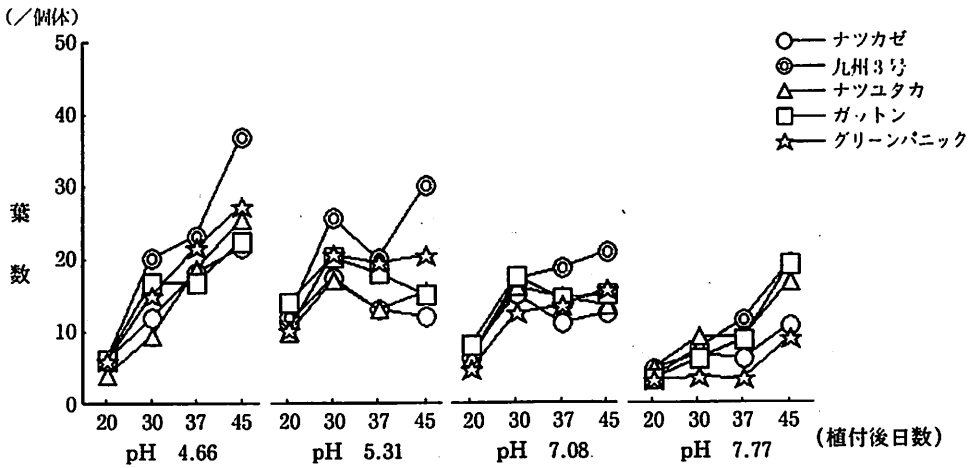 (／個体)
50
40
30
20
10
0
葉
数
ナツカゼ
九州3号
ナツユタカ
ガットン
グリーンパニック
20 30 37 45
20 30 37 45
20 30 37 45
20 30 37 45
(植付後日数)
pH 4.66
pH 5.31
pH 7.08
pH 7.77